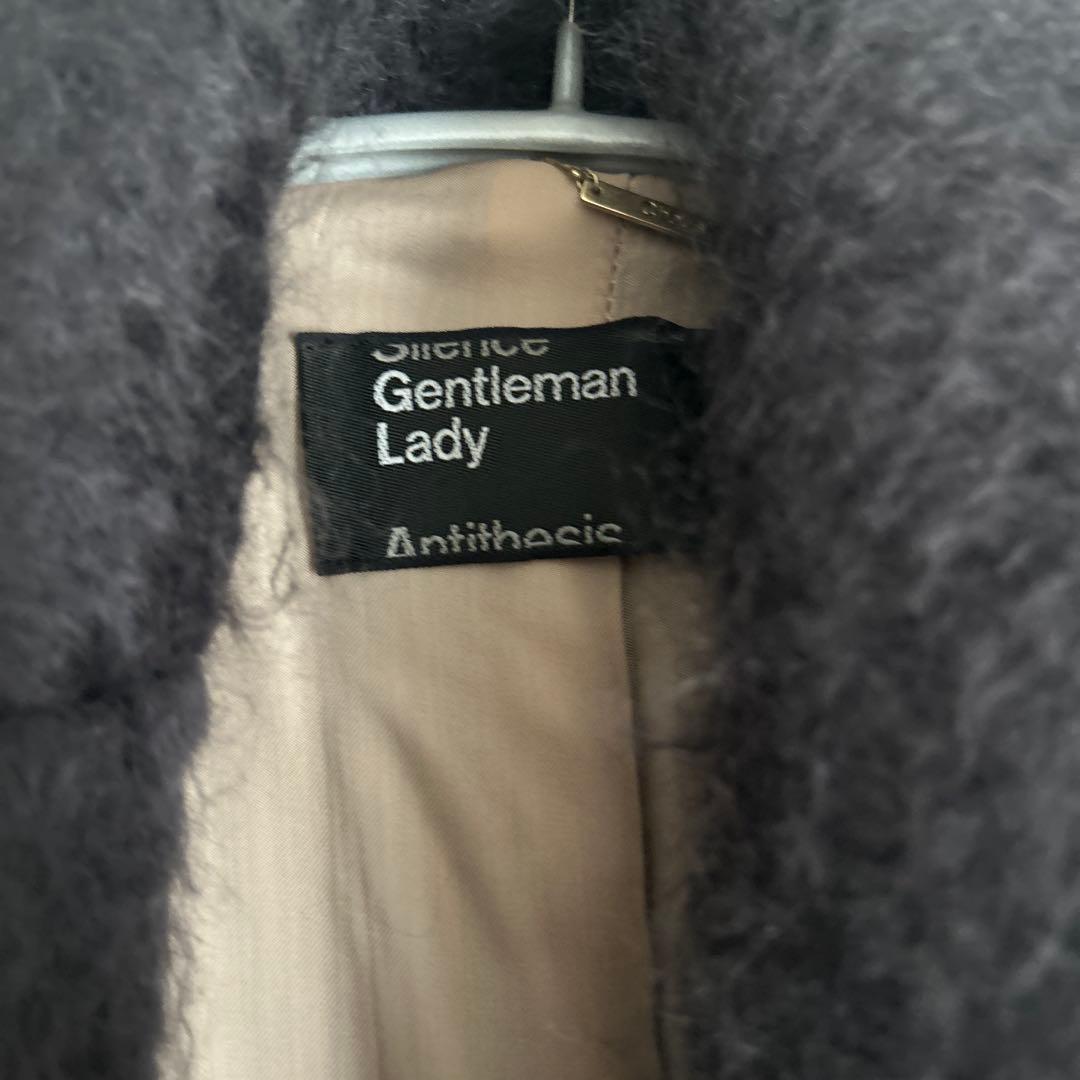 Silence
Gentleman
Lady
Antithesis